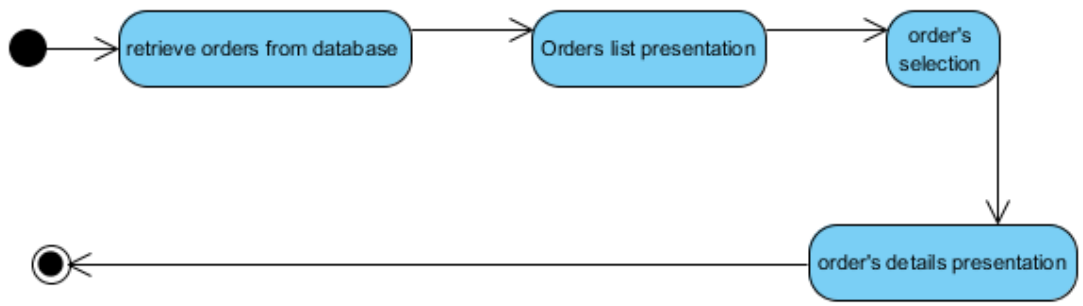 retrieve orders from database
Orders list presentation
order's
selection
order's details presentation